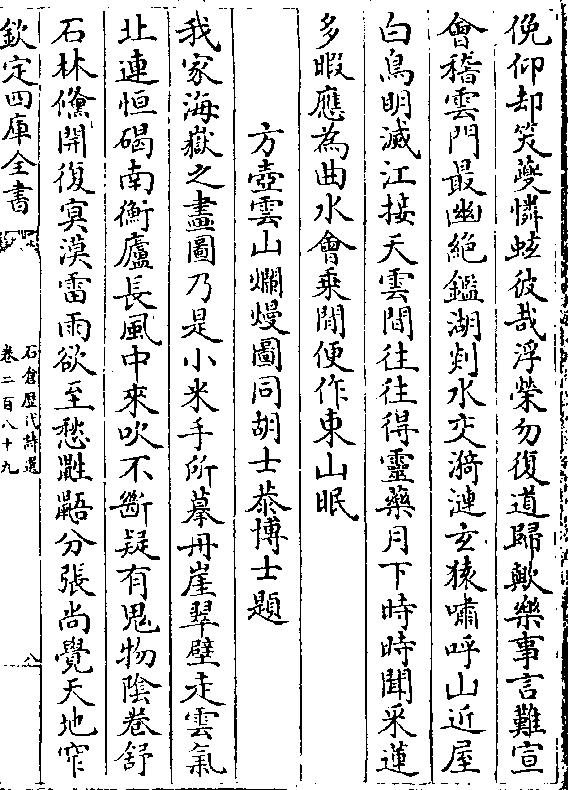 俛仰却笑夔憐蚿彼哉浮榮勿復道歸歟樂事言難宣
會稽雲門最幽絶鑑湖剡水交漪漣玄猿嘯呼山近屋
白鳥明滅江接天雲間往往得靈藥月下時時聞采蓮
多暇應為曲水會乗閒便作東山眠
方壺雲山爛熳圖同胡士恭博士題
我家海嶽之畫圖乃是小米手所摹丹崖翠壁走雲氣
北連恒碣南衡廬長風中來吹不斷疑有鬼物陰卷舒
石林儵開復㝠漠雷雨欲至愁鼪鼯分張尚覺天地窄
欽定四庫全書
石倉歴代詩選
卷二百八十九
八